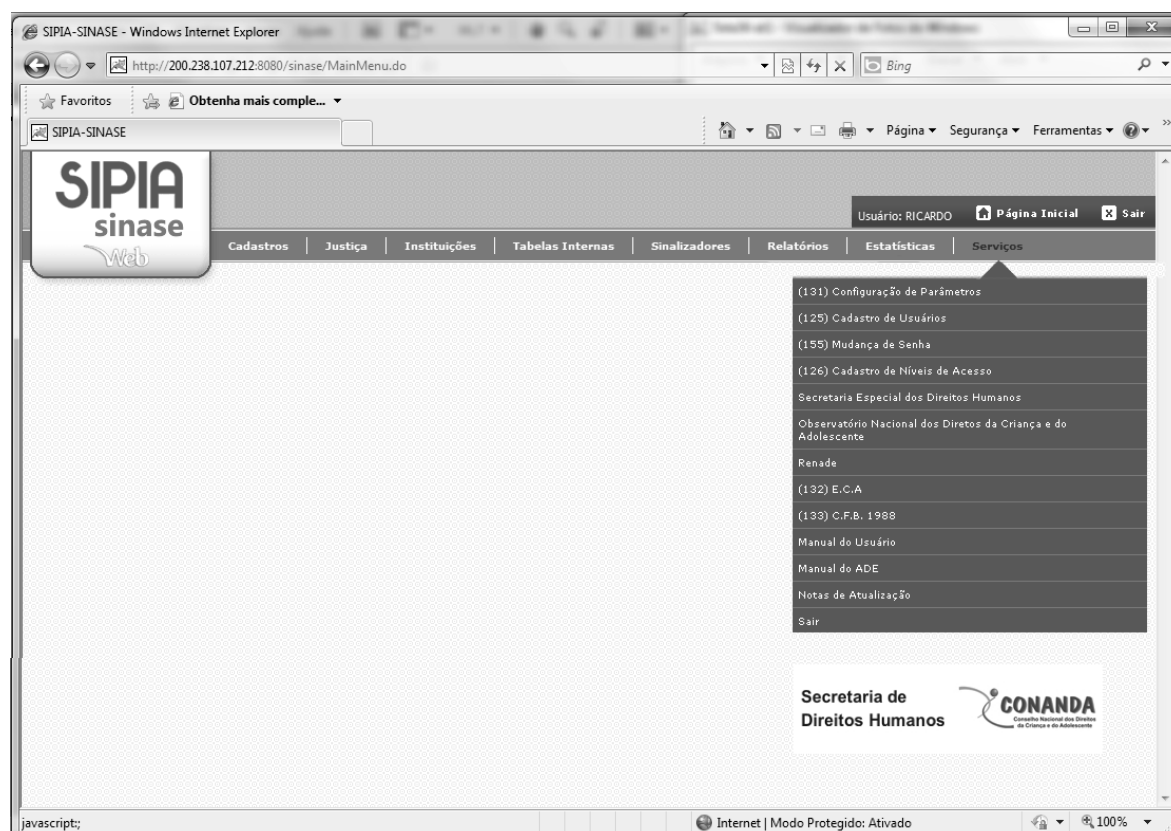 SIPIA-SINASE - Windows Internet Explorer
http://200.238.107.212:8080/sinase/MainMenu.do
Bing
Favoritos
Obtenha mais comple...
SIPIA-SINASE
Página
Segurança
Ferramentas
SIPIA
sinase
Web
Usuário: RICARDO
Página Inicial
Sair
Cadastros
Justiça
Instituições
Tabelas Internas
Sinalizadores
Relatórios
Estatísticas
Serviços
(131) Configuração de Parâmetros
(125) Cadastro de Usuários
(155) Mudança de Senha
(126) Cadastro de Níveis de Acesso
Secretaria Especial dos Direitos Humanos
Observatório Nacional dos Diretos da Criança e do
Adolescente
Renade
(132) E.C.A
(133) C.F.B. 1988
Manual do Usuário
Manual do ADE
Notas de Atualização
Sair
Secretaria de
Direitos Humanos
CONANDA
Conselho Nacional dos Direitos
da Criança e do Adolescente
javascript:;
Internet | Modo Protegido: Ativado
100%